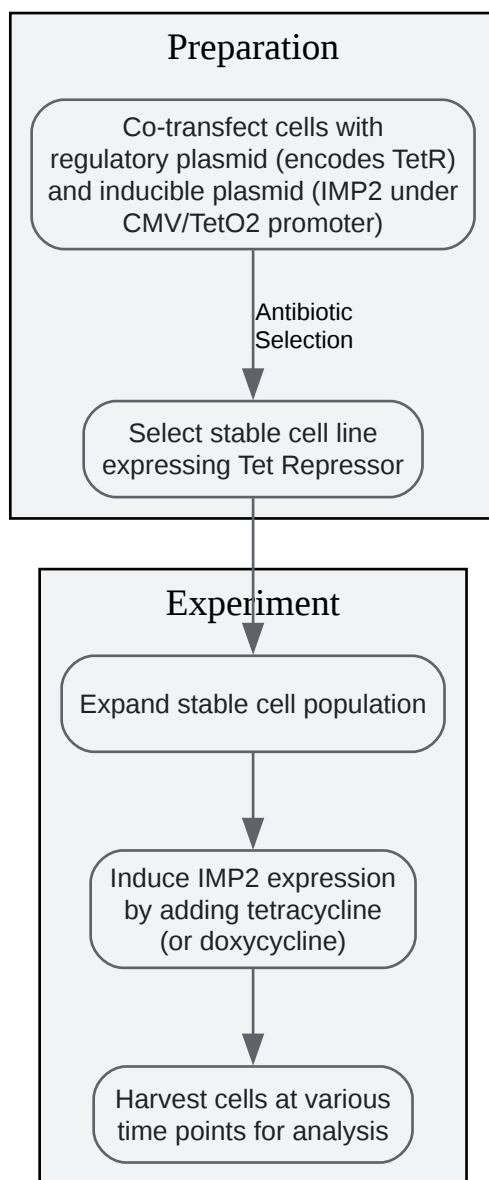 Preparation
Co-transfect cells with
regulatory plasmid (encodes TetR)
and inducible plasmid (IMP2 under
CMV/TetO2 promoter)
Antibiotic
Selection
Select stable cell line
expressing Tet Repressor
Experiment
Expand stable cell population
Induce IMP2 expression
by adding tetracycline
(or doxycycline)
Harvest cells at various
time points for analysis